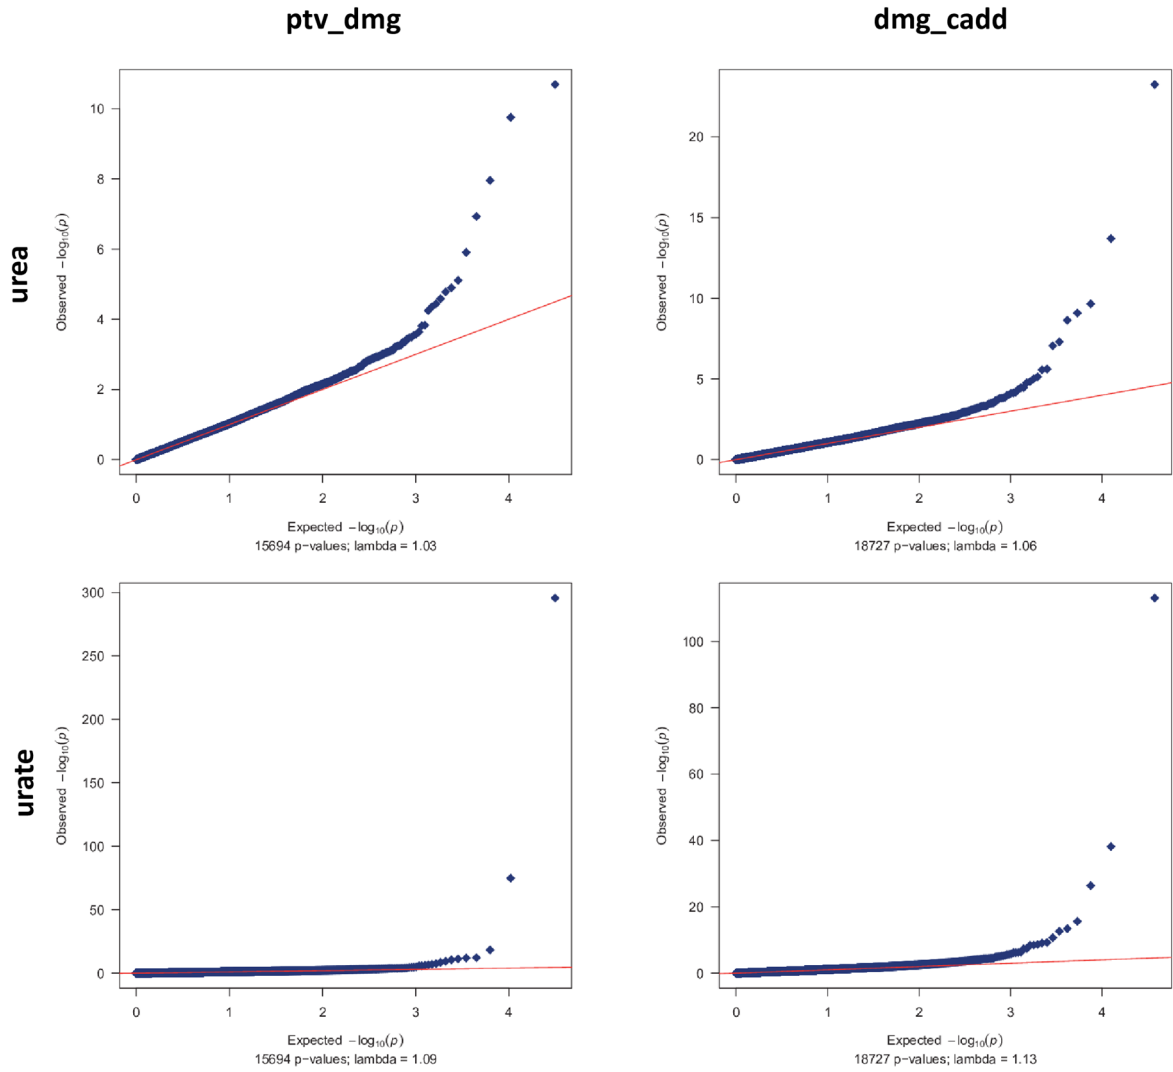 ptv_dmg
dmg_cadd
urea
Observed −log₁₀(p)
10
8
6
4
2
0
0 1 2 3 4
Expected −log₁₀(p)
15694 p−values; lambda = 1.03
Observed −log₁₀(p)
20
15
10
5
0
0 1 2 3 4
Expected −log₁₀(p)
18727 p−values; lambda = 1.06
urate
Observed −log₁₀(p)
300
250
200
150
100
50
0
0 1 2 3 4
Expected −log₁₀(p)
15694 p−values; lambda = 1.09
Observed −log₁₀(p)
100
80
60
40
20
0
0 1 2 3 4
Expected −log₁₀(p)
18727 p−values; lambda = 1.13